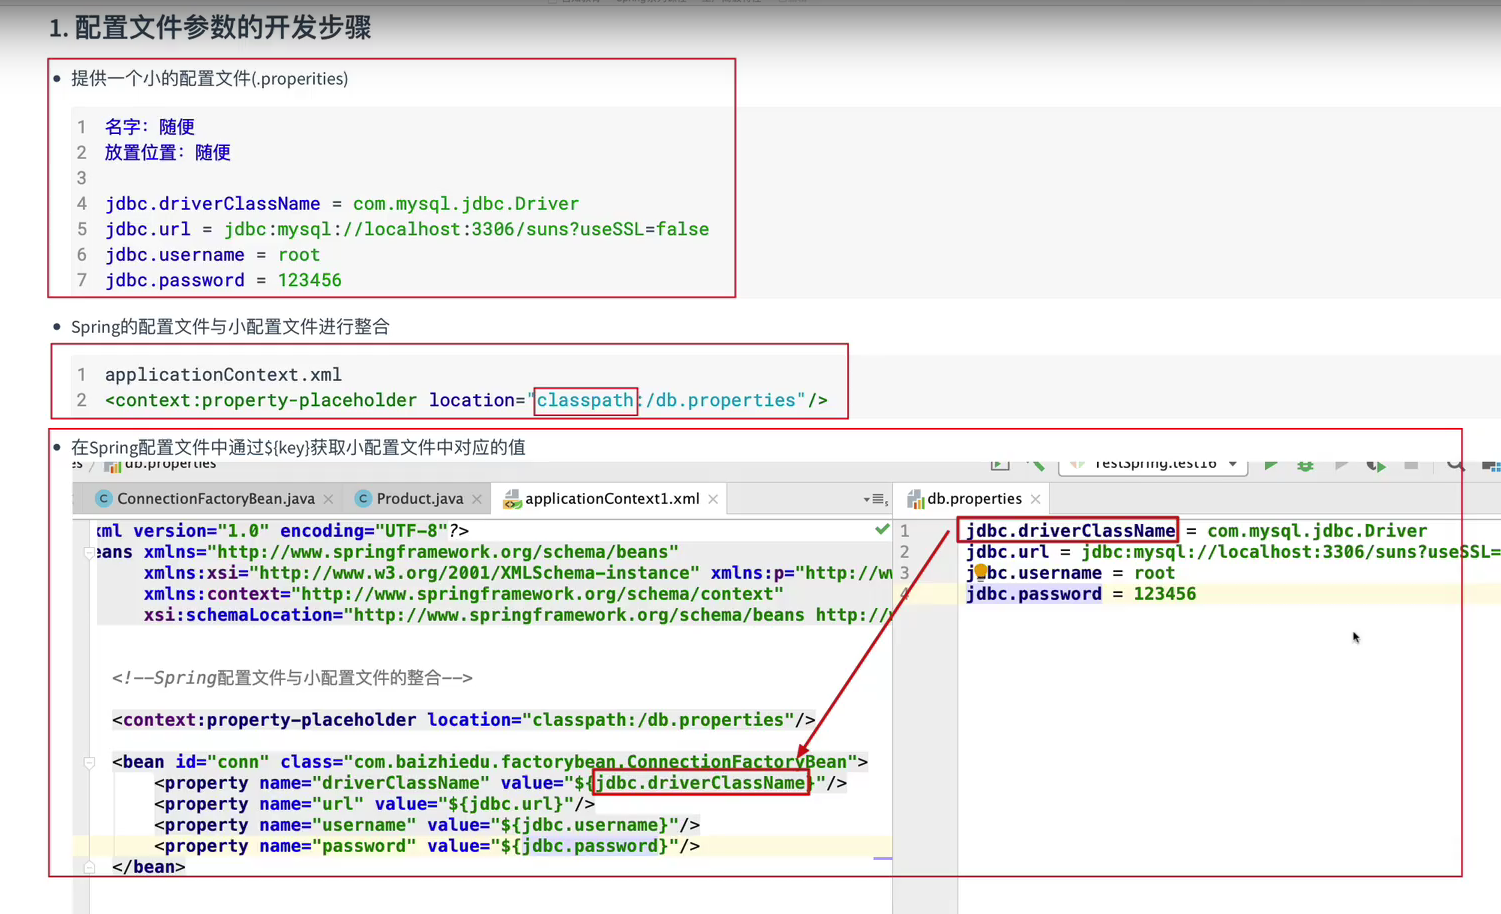 1. 配置文件参数的开发步骤
• 提供一个小的配置文件(.properities)
1 名字：随便
2 放置位置：随便
3
4 jdbc.driverClassName = com.mysql.jdbc.Driver
5 jdbc.url = jdbc:mysql://localhost:3306/suns?useSSL=false
6 jdbc.username = root
7 jdbc.password = 123456
• Spring的配置文件与小配置文件进行整合
1 applicationContext.xml
2 <context:property-placeholder location="classpath:/db.properties"/>
• 在Spring配置文件中通过${key}获取小配置文件中对应的值
es / db.properties
TestSpring.test16
ConnectionFactoryBean.java
Product.java
applicationContext1.xml
db.properties
xml version="1.0" encoding="UTF-8"?>
eans xmlns="http://www.springframework.org/schema/beans"
xmlns:xsi="http://www.w3.org/2001/XMLSchema-instance" xmlns:p="http://w
xmlns:context="http://www.springframework.org/schema/context"
xsi:schemaLocation="http://www.springframework.org/schema/beans http://
<!--Spring配置文件与小配置文件的整合-->
<context:property-placeholder location="classpath:/db.properties"/>
<bean id="conn" class="com.baizhiedu.factorybean.ConnectionFactoryBean">
<property name="driverClassName" value="${jdbc.driverClassName}"/>
<property name="url" value="${jdbc.url}"/>
<property name="username" value="${jdbc.username}"/>
<property name="password" value="${jdbc.password}"/>
</bean>
1 jdbc.driverClassName = com.mysql.jdbc.Driver
2 jdbc.url = jdbc:mysql://localhost:3306/suns?useSSL=
3 jdbc.username = root
4 jdbc.password = 123456